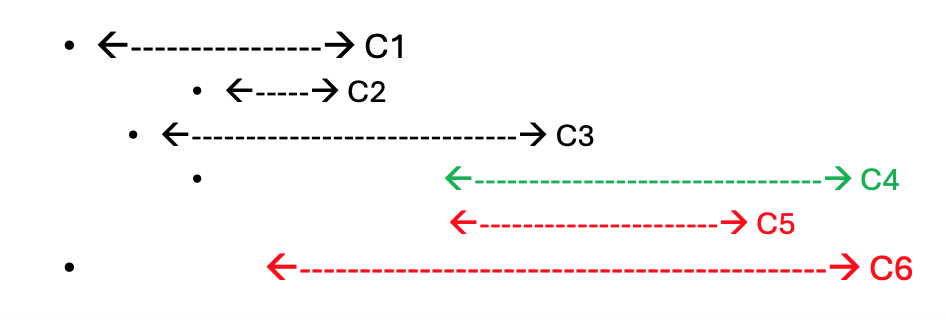 • ←----------------→ C1
• ←-----→ C2
• ←------------------------------→ C3
• ←--------------------------------→ C4
←----------------------→ C5
• ←------------------------------------------------→ C6